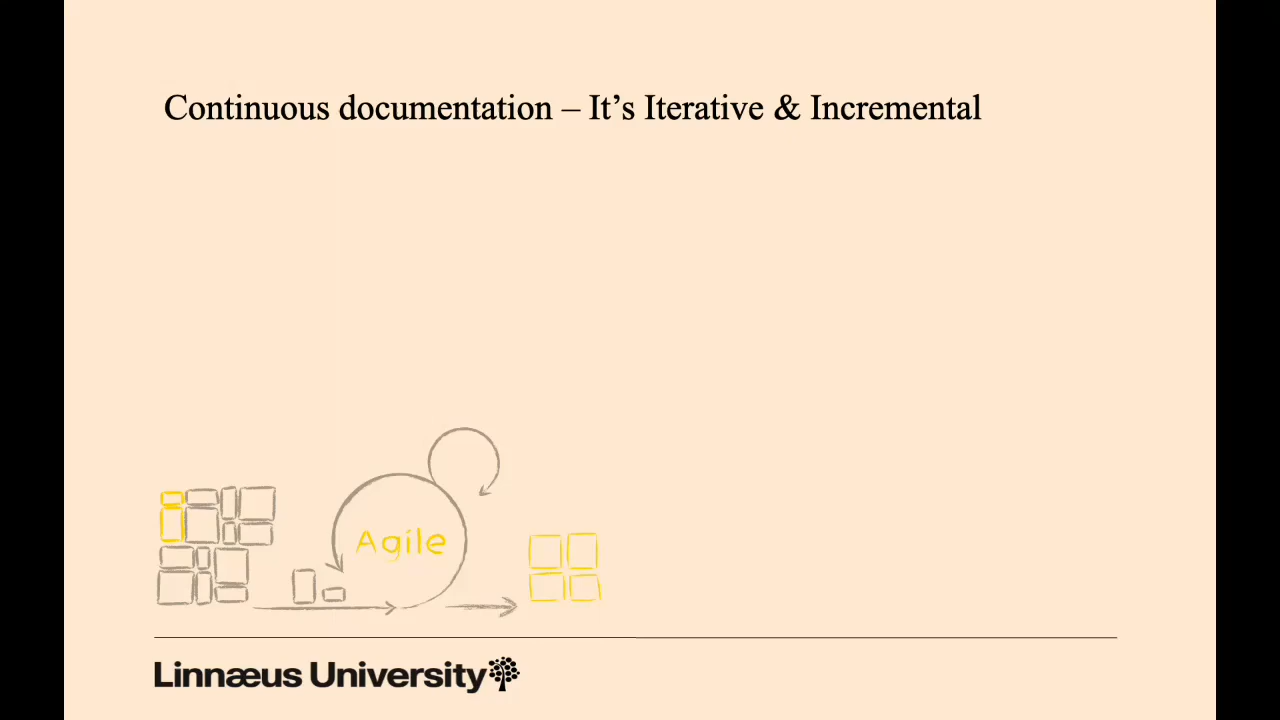 Continuous documentation – It’s Iterative & Incremental
Agile
Linnæus University